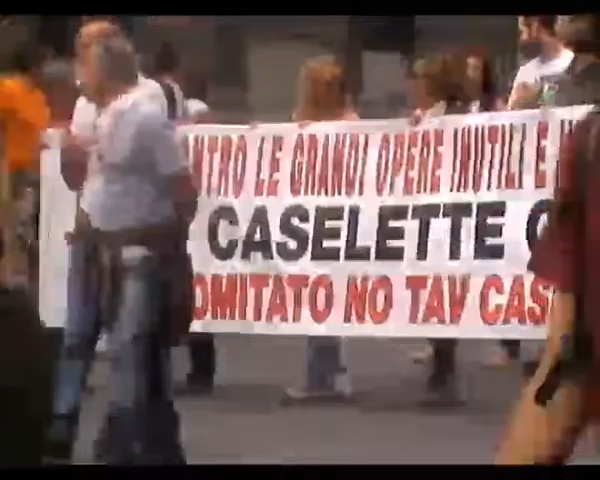 NTRO LE GRANDI OPERE INUTILI E
CASELETTE
OMITATO NO TAV CAS